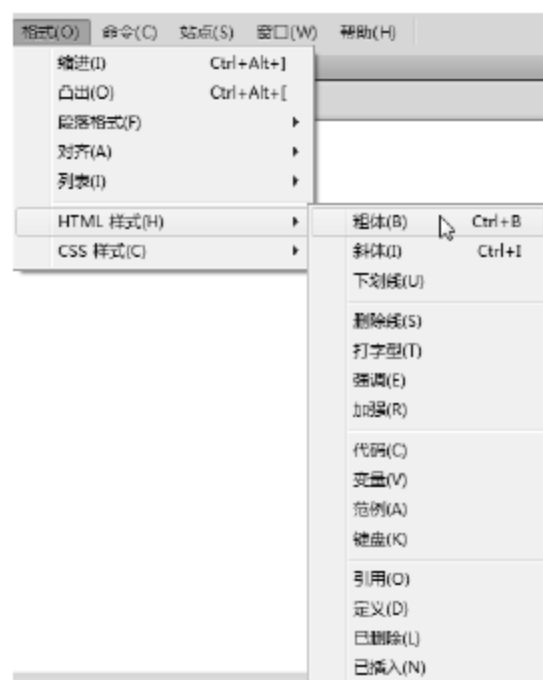 格式(O) 命令(C) 站点(S) 窗口(W) 帮助(H)
缩进(I) Ctrl+Alt+]
凸出(O) Ctrl+Alt+[
段落格式(F)
对齐(A)
列表(I)
HTML 样式(H)
CSS 样式(C)
粗体(B) Ctrl+B
斜体(I) Ctrl+I
下划线(U)
删除线(S)
打字型(T)
强调(E)
加强(R)
代码(C)
变量(V)
范例(A)
键盘(K)
引用(O)
定义(D)
已删除(L)
已插入(N)